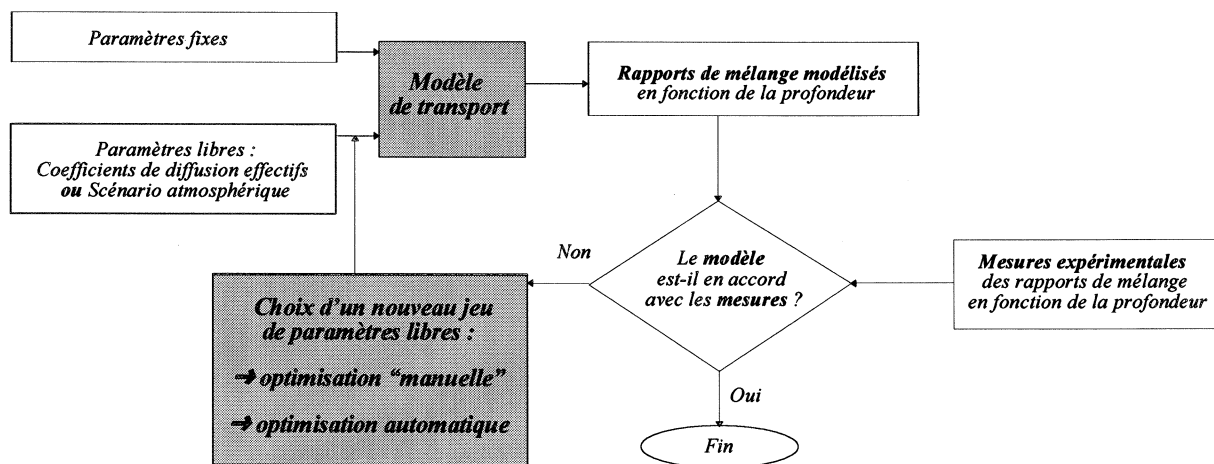 Paramètres fixes
Modèle
de transport
Rapports de mélange modélisés
en fonction de la profondeur
Paramètres libres :
Coefficients de diffusion effectifs
ou Scénario atmosphérique
Non
Le modèle
est-il en accord
avec les mesures ?
Mesures expérimentales
des rapports de mélange
en fonction de la profondeur
Choix d'un nouveau jeu
de paramètres libres :
→ optimisation “manuelle”
→ optimisation automatique
Oui
Fin